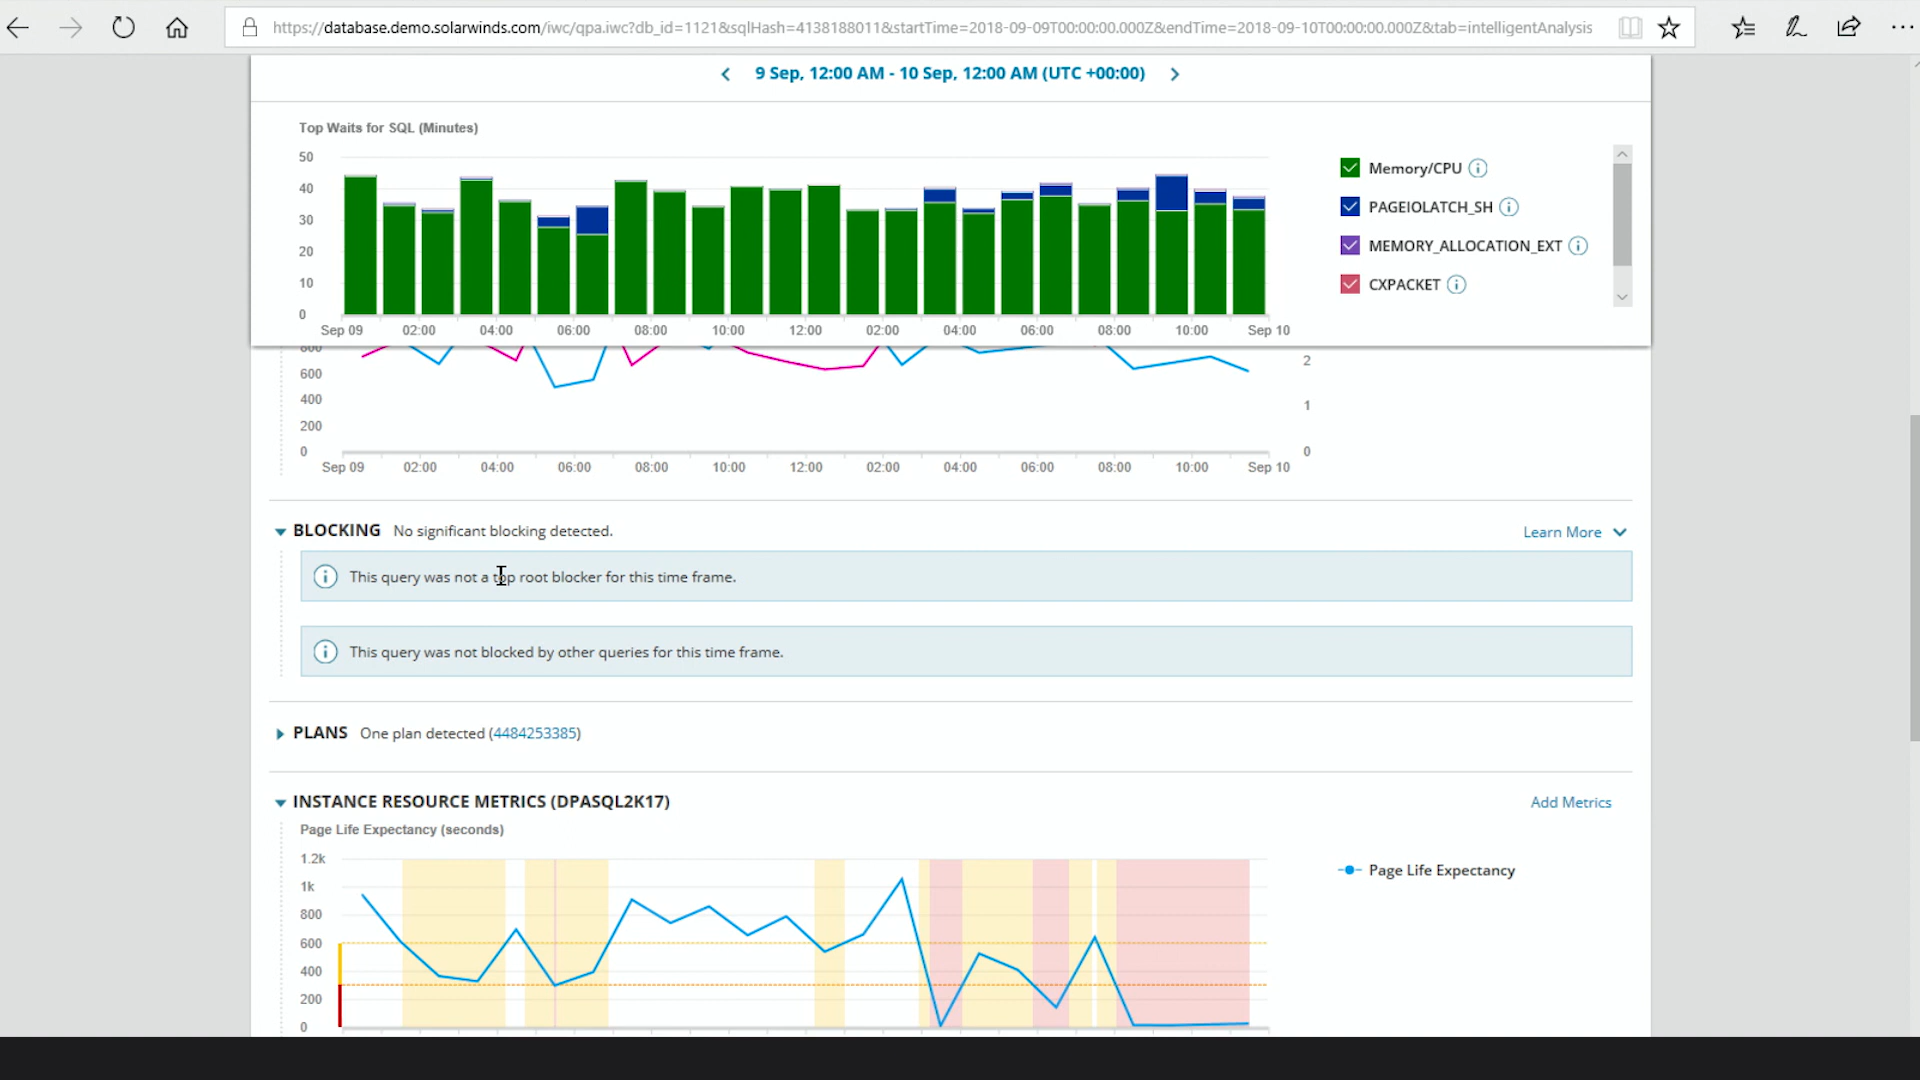 https://database.demo.solarwinds.com/iwc/qpa.iwc?db_id=1121&sqlHash=4138188011&startTime=2018-09-09T00:00:00.000Z&endTime=2018-09-10T00:00:00.000Z&tab=intelligentAnalysis
9 Sep, 12:00 AM - 10 Sep, 12:00 AM (UTC +00:00)
Top Waits for SQL (Minutes)
50
40
30
20
10
0
Sep 09 02:00 04:00 06:00 08:00 10:00 12:00 02:00 04:00 06:00 08:00 10:00 Sep 10
Memory/CPU
PAGEIOLATCH_SH
MEMORY_ALLOCATION_EXT
CXPACKET
800
600
400
200
0
2
1
0
Sep 09 02:00 04:00 06:00 08:00 10:00 12:00 02:00 04:00 06:00 08:00 10:00 Sep 10
BLOCKING No significant blocking detected.
Learn More
This query was not a top root blocker for this time frame.
This query was not blocked by other queries for this time frame.
PLANS One plan detected (4484253385)
INSTANCE RESOURCE METRICS (DPASQL2K17)
Add Metrics
Page Life Expectancy (seconds)
1.2k
1k
800
600
400
200
0
Page Life Expectancy